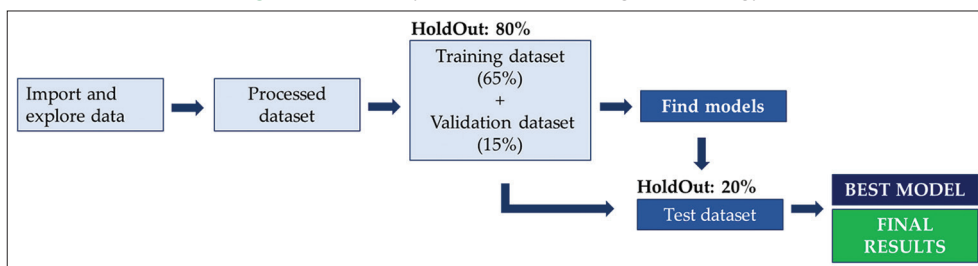 HoldOut: 80%
Training dataset
(65%)
+
Validation dataset
(15%)
Import and
explore data
Processed
dataset
Find models
HoldOut: 20%
Test dataset
BEST MODEL
FINAL
RESULTS